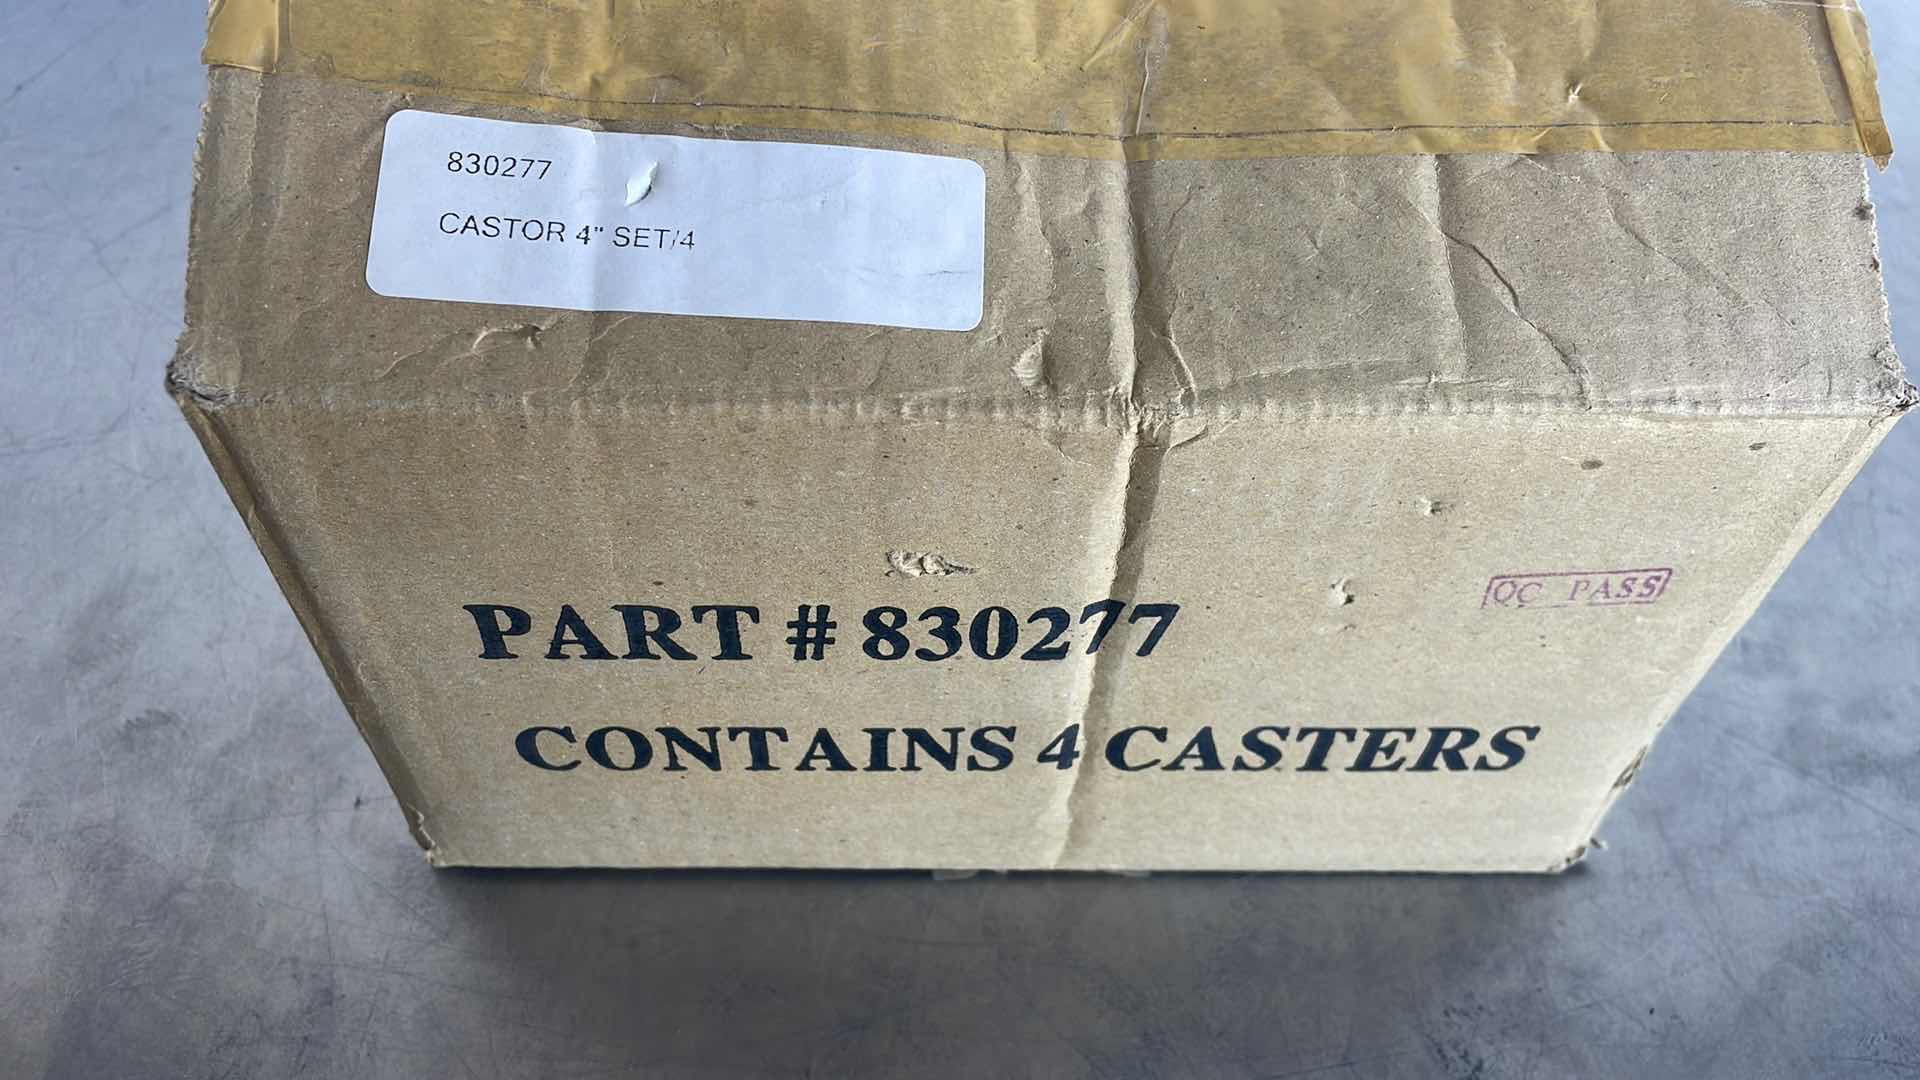 830277
CASTOR 4" SET/4
QC PASS
PART # 830277
CONTAINS 4 CASTERS